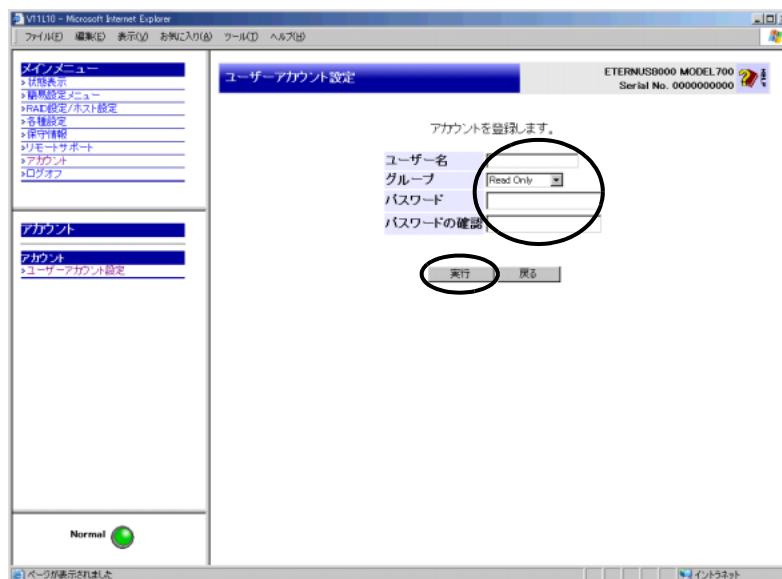 V11L10 - Microsoft Internet Explorer
ファイル(F) 編集(E) 表示(V) お気に入り(A) ツール(T) ヘルプ(H)
メインメニュー
>状態表示
>簡易設定メニュー
>RAID設定/ホスト設定
>各種設定
>保守情報
>リモートサポート
>アカウント
>ログオフ
アカウント
アカウント
>ユーザーアカウント設定
Normal
ユーザーアカウント設定
ETERNUS8000 MODEL700
Serial No. 0000000000
アカウントを登録します。
ユーザー名
グループ Read Only
パスワード
パスワードの確認
実行 戻る
ページが表示されました イントラネット